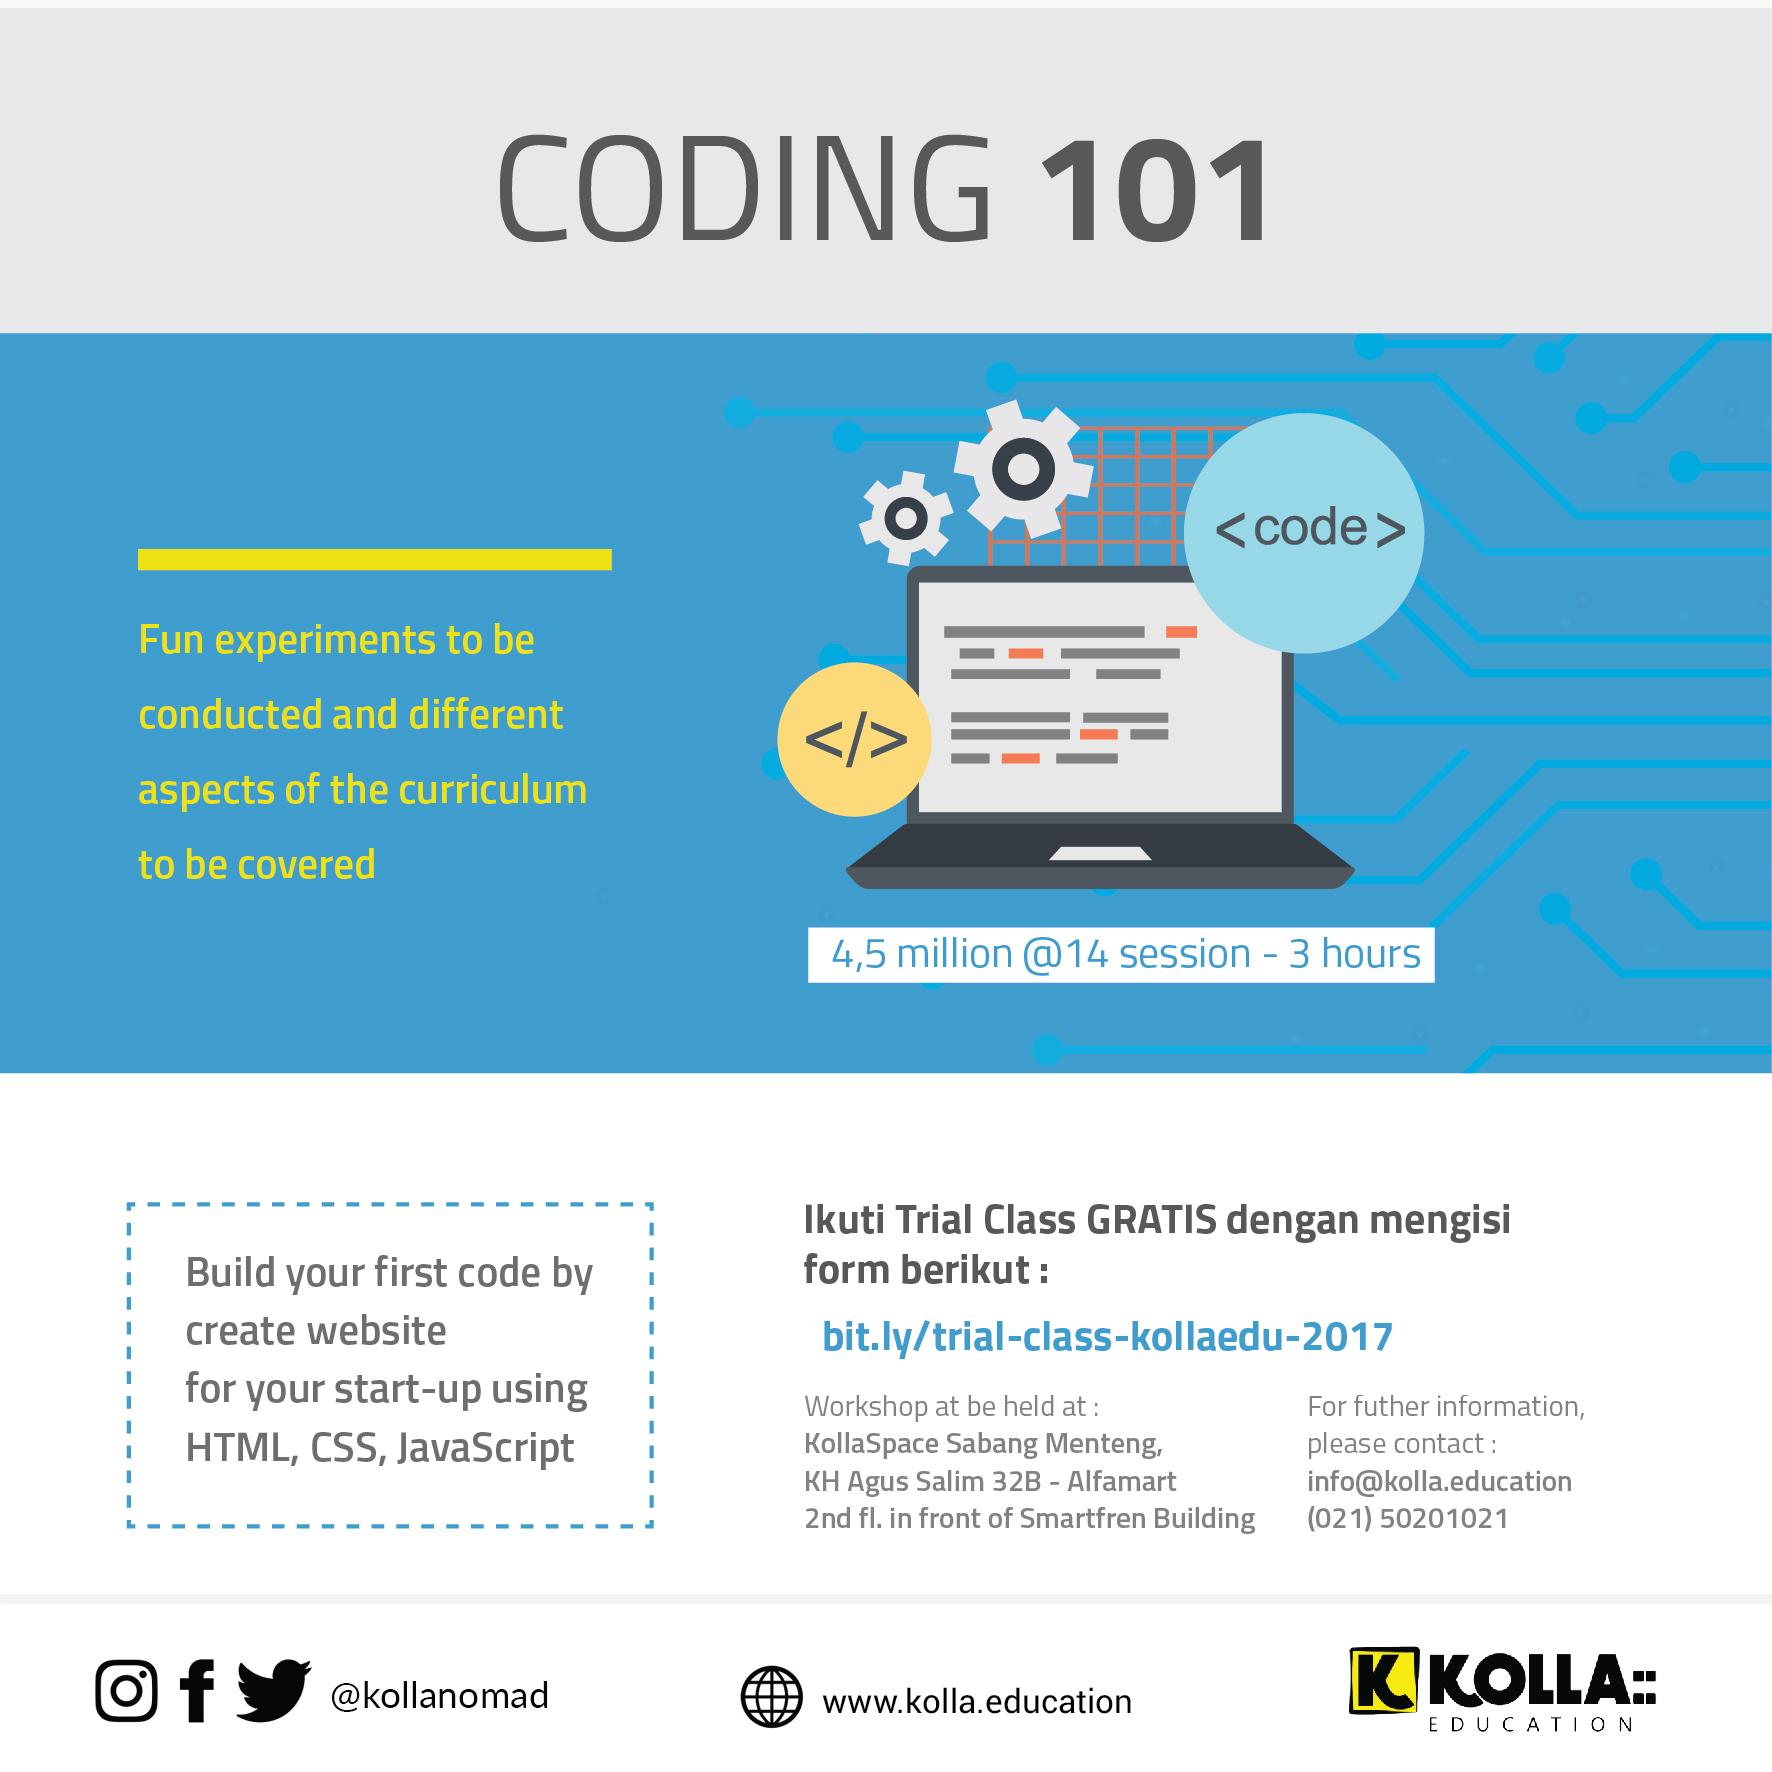 CODING 101
Fun experiments to be
conducted and different
aspects of the curriculum
to be covered
<code>
</>
4,5 million @14 session - 3 hours
Build your first code by
create website
for your start-up using
HTML, CSS, JavaScript
Ikuti Trial Class GRATIS dengan mengisi
form berikut :
bit.ly/trial-class-kollaedu-2017
Workshop at be held at :
KollaSpace Sabang Menteng,
KH Agus Salim 32B - Alfamart
2nd fl. in front of Smartfren Building
For futher information,
please contact :
info@kolla.education
(021) 50201021
@kollanomad
www.kolla.education
K KOLLA::
EDUCATION